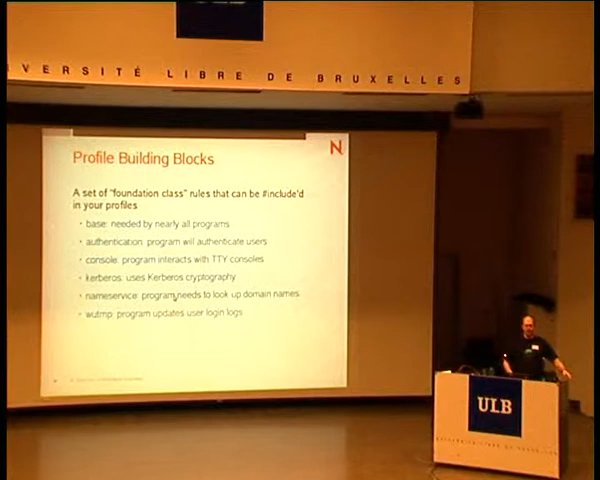 VERSITÉ LIBRE DE BRUXELLES
Profile Building Blocks
N
A set of "foundation class" rules that can be #include'd
in your profiles
• base: needed by nearly all programs
• authentication: program will authenticate users
• console: program interacts with TTY consoles
• kerberos: uses Kerberos cryptography
• nameservice: program needs to look up domain names
• wutmp: program updates user login logs
ULB